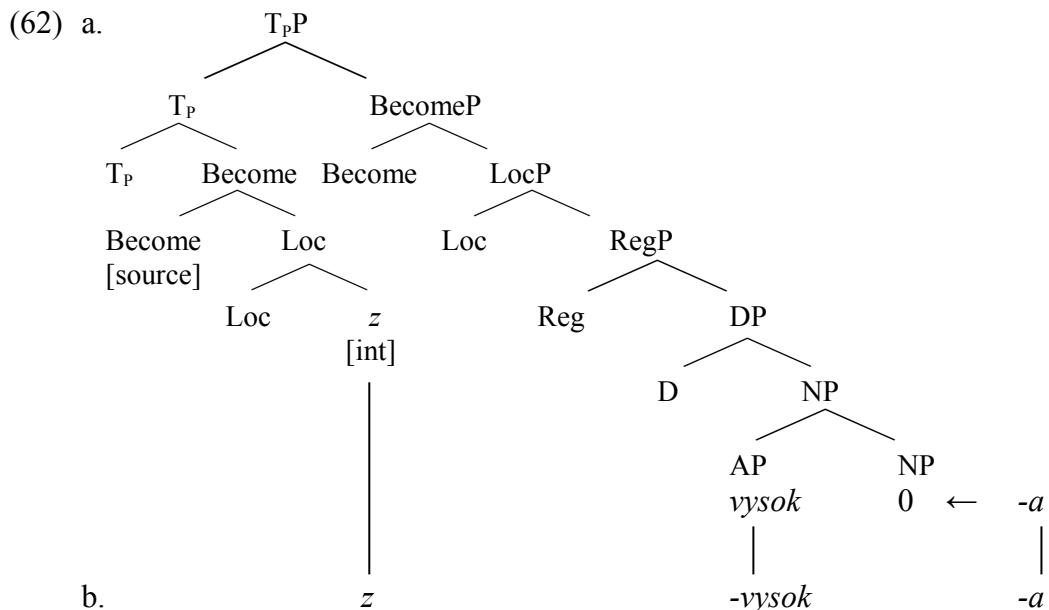 (62) a. TPP
TP BecomeP
TP Become Become LocP
Become Loc Loc RegP
[source]
Loc z Reg DP
[int]
D NP
AP NP
vysok 0 ← -a
b. z -vysok -a